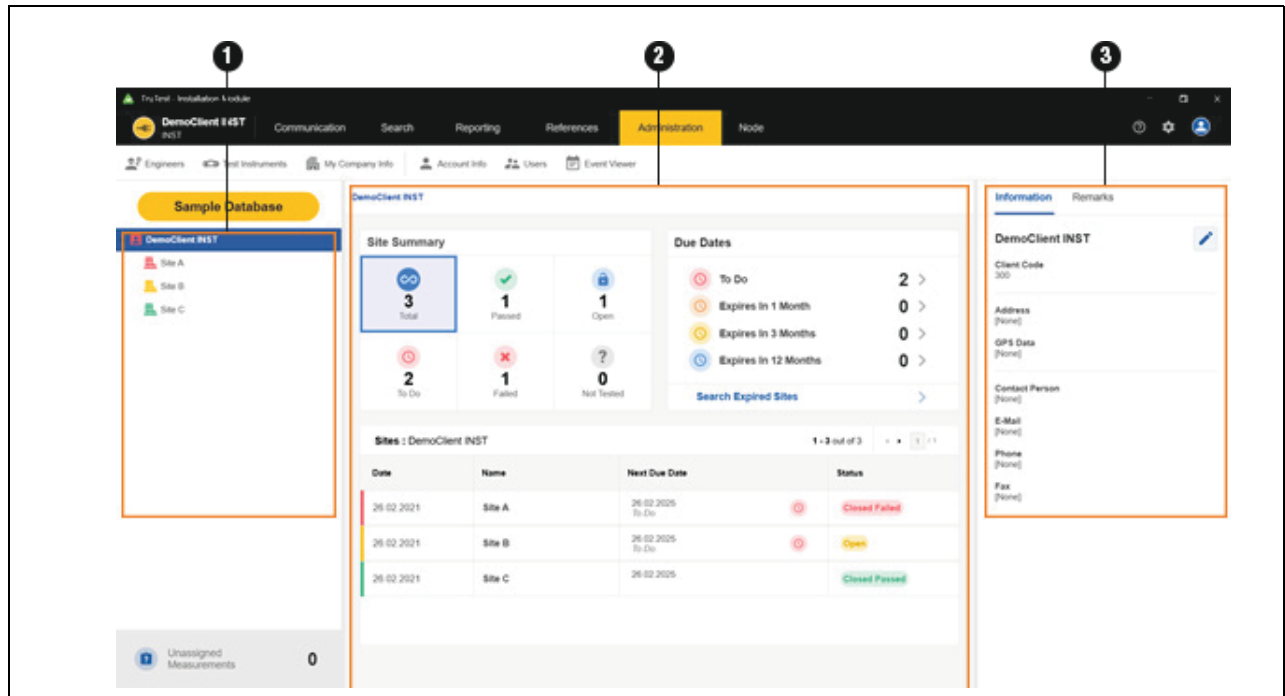 1
2
3
TruTest - Installation Module
DemoClient INST
INST
Communication
Search
Reporting
References
Administration
Node
Engineers
Test Instruments
My Company Info
Account Info
Users
Event Viewer
Sample Database
DemoClient INST
Site A
Site B
Site C
Unassigned
Measurements
0
DemoClient INST
Site Summary
3
Total
1
Passed
1
Open
2
To Do
1
Failed
?
0
Not Tested
Due Dates
To Do 2
Expires In 1 Month 0
Expires In 3 Months 0
Expires In 12 Months 0
Search Expired Sites
Sites : DemoClient INST
1 - 3 out of 3
1 / 1
Date Name Next Due Date Status
26.02.2021 Site A 26.02.2025 Closed Failed
To Do
26.02.2021 Site B 26.02.2025 Open
To Do
26.02.2021 Site C 26.02.2025 Closed Passed
Information
Remarks
DemoClient INST
Client Code
300
Address
[None]
GPS Data
[None]
Contact Person
[None]
E-Mail
[None]
Phone
[None]
Fax
[None]